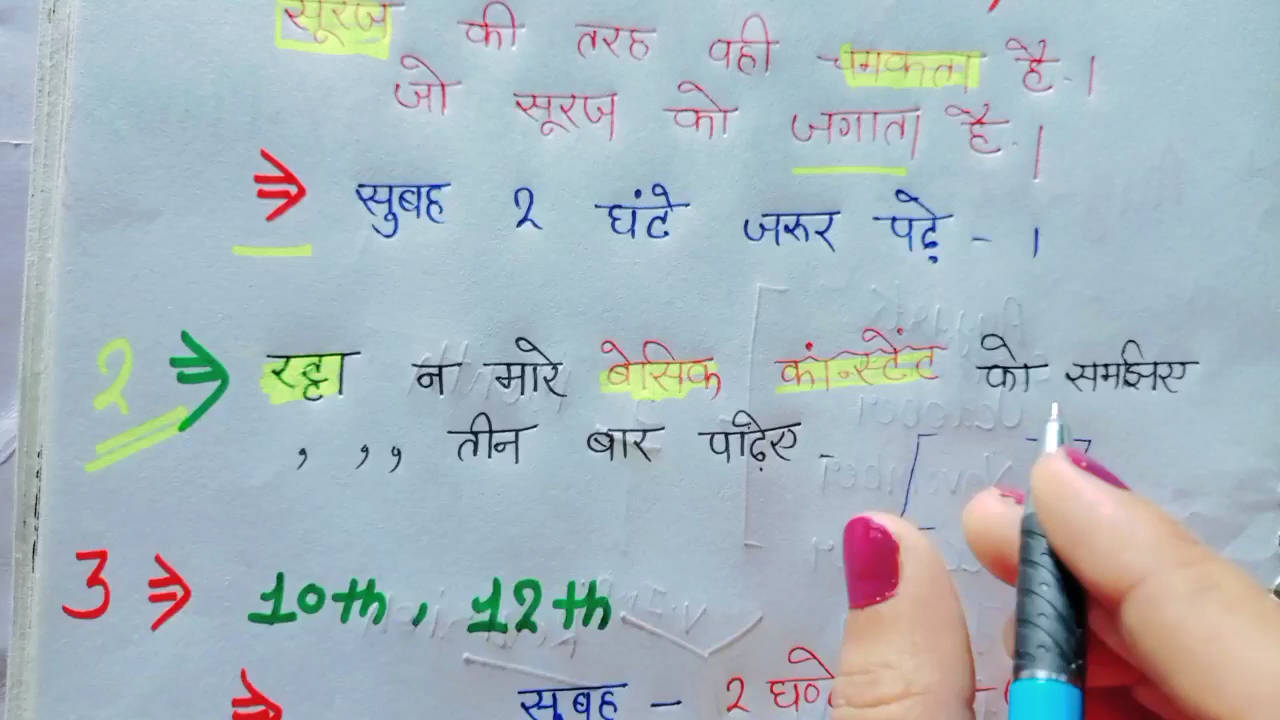 सूरज की तरह वही चमकता है।
जो सूरज को जगाता है।
⇒ सुबह 2 घंटे जरुर पढ़े - ।
2 ⇒ रट्टा न मारे बेसिक कांन्स्टेंट को समझिए
, ,, तीन बार पढ़िए -
3 ⇒ 10th, 12th
⇒ सुबह - 2 घण्टे